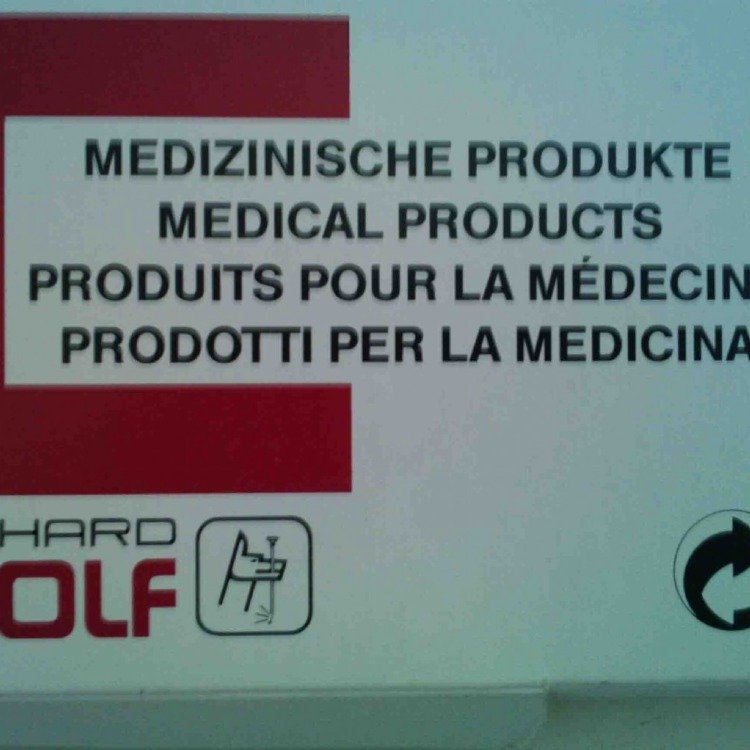 MEDIZINISCHE PRODUKTE
MEDICAL PRODUCTS
PRODUITS POUR LA MÉDECIN
PRODOTTI PER LA MEDICINA
HARD
OLF